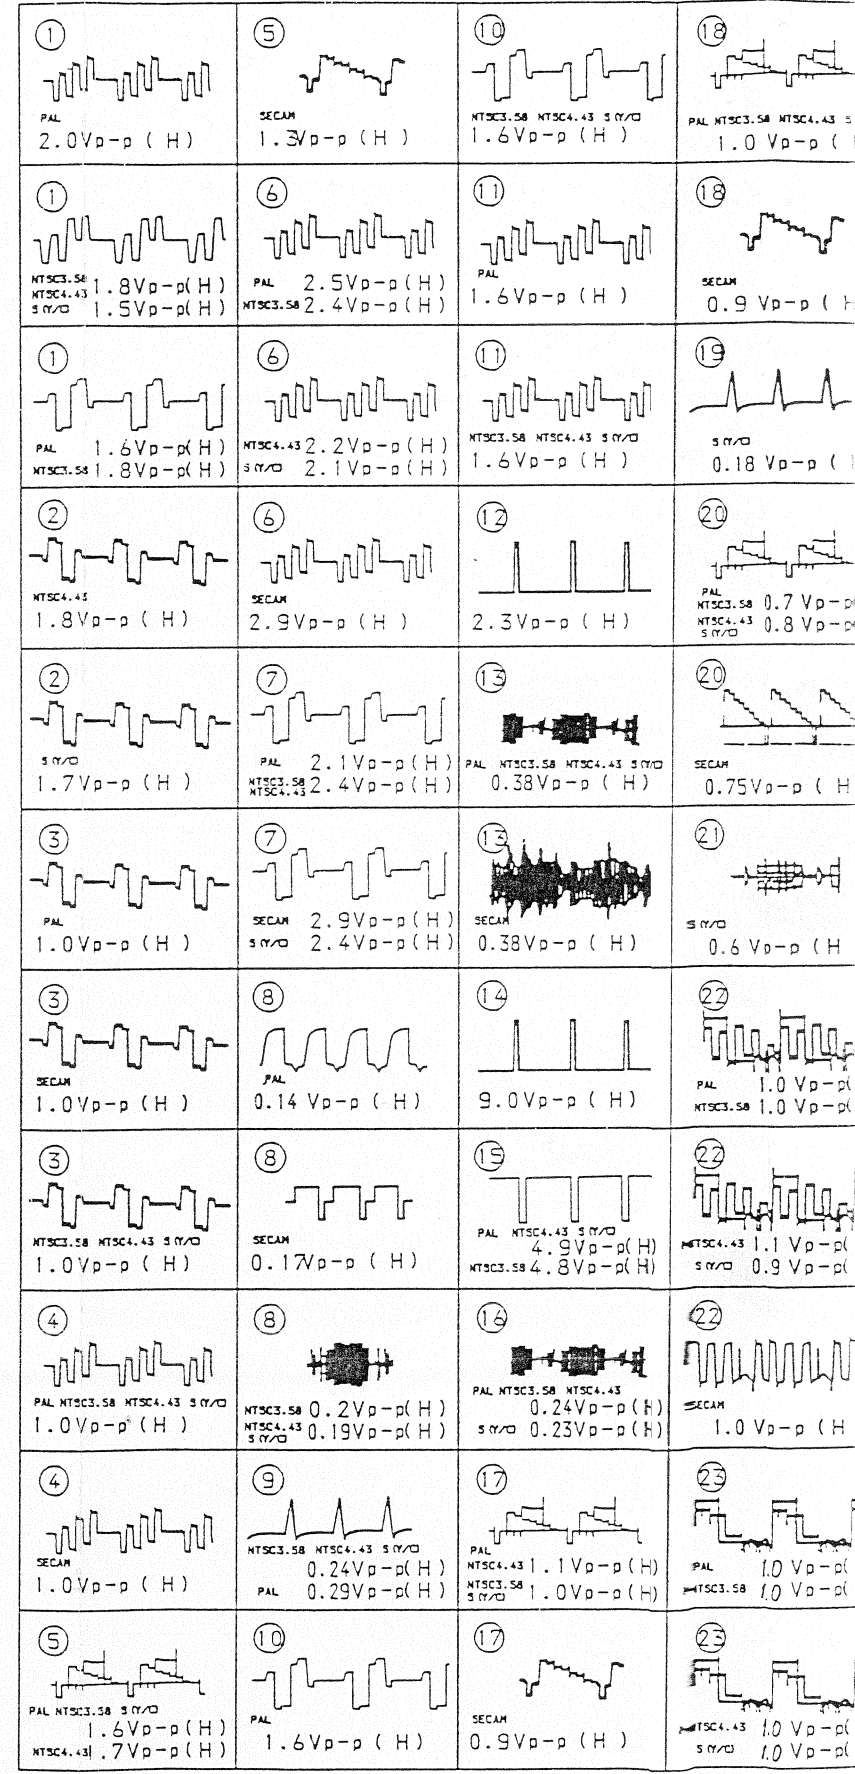 ①
PAL
2.0Vp-p ( H )
①
NTSC3.58
NTSC4.43 1.8Vp-p(H)
S (Y/C) 1.5Vp-p(H)
①
PAL 1.6Vp-p(H)
NTSC3.58 1.8Vp-p(H)
②
NTSC4.43
1.8Vp-p (H )
②
S (Y/C)
1.7Vp-p (H )
③
PAL
1.0Vp-p (H )
③
SECAM
1.0Vp-p (H )
③
NTSC3.58 NTSC4.43 S (Y/C)
1.0Vp-p (H )
④
PAL NTSC3.58 NTSC4.43 S (Y/C)
1.0Vp-p (H )
④
SECAM
1.0Vp-p ( H )
⑤
PAL NTSC3.58 S (Y/C)
1.6Vp-p(H)
NTSC4.43 1.7Vp-p(H)
⑤
SECAM
1.3Vp-p (H )
⑥
PAL 2.5Vp-p(H)
NTSC3.58 2.4Vp-p(H)
⑥
NTSC4.43 2.2Vp-p(H)
S (Y/C) 2.1Vp-p(H)
⑥
SECAM
2.9Vp-p (H )
⑦
PAL 2.1Vp-p(H)
NTSC3.58
NTSC4.43 2.4Vp-p(H)
⑦
SECAM 2.9Vp-p(H)
S (Y/C) 2.4Vp-p(H)
⑧
PAL
0.14 Vp-p ( H)
⑧
SECAM
0.17Vp-p ( H )
⑧
NTSC3.58 0.2Vp-p(H)
NTSC4.43
S (Y/C) 0.19Vp-p(H)
⑨
NTSC3.58 NTSC4.43 S (Y/C)
0.24Vp-p(H)
PAL 0.29Vp-p(H)
⑩
PAL
1.6Vp-p ( H)
⑩
NTSC3.58 NTSC4.43 S (Y/C)
1.6Vp-p (H )
⑪
PAL
1.6Vp-p (H )
⑪
NTSC3.58 NTSC4.43 S (Y/C)
1.6Vp-p (H )
⑫
2.3Vp-p ( H)
⑬
PAL NTSC3.58 NTSC4.43 S (Y/C)
0.38Vp-p ( H)
⑬
SECAM
0.38Vp-p ( H)
⑭
9.0Vp-p ( H)
⑮
PAL NTSC4.43 S (Y/C)
4.9Vp-p(H)
NTSC3.58 4.8Vp-p(H)
⑯
PAL NTSC3.58 NTSC4.43
0.24Vp-p(H)
S (Y/C) 0.23Vp-p(H)
⑰
PAL
NTSC4.43 1.1Vp-p(H)
NTSC3.58
S (Y/C) 1.0Vp-p(H)
⑰
SECAM
0.9Vp-p (H )
⑱
PAL NTSC3.58 NTSC4.43 S
1.0 Vp-p (
⑱
SECAM
0.9 Vp-p ( H
⑲
S (Y/C)
0.18 Vp-p (
⑳
PAL
NTSC3.58 0.7 Vp-p(
NTSC4.43
S (Y/C) 0.8 Vp-p(
⑳
SECAM
0.75Vp-p ( H
㉑
S (Y/C)
0.6 Vp-p (H
㉒
PAL 1.0 Vp-p(
NTSC3.58 1.0 Vp-p(
㉒
NTSC4.43 1.1 Vp-p(
S (Y/C) 0.9 Vp-p(
㉒
SECAM
1.0 Vp-p (H
㉓
PAL 1.0 Vp-p(
NTSC3.58 1.0 Vp-p(
㉓
NTSC4.43 1.0 Vp-p(
S (Y/C) 1.0 Vp-p(